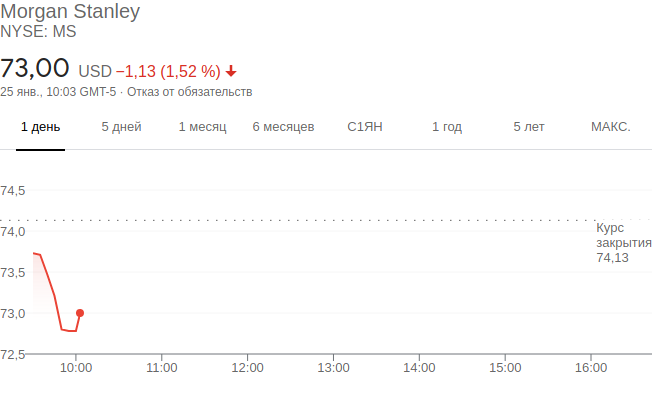 Morgan Stanley
NYSE: MS
73,00 USD −1,13 (1,52 %)
25 янв., 10:03 GMT-5 · Отказ от обязательств
1 день 5 дней 1 месяц 6 месяцев С1ЯН 1 год 5 лет МАКС.
74,5
74,0
Курс
закрытия
74,13
73,5
73,0
72,5
10:00 11:00 12:00 13:00 14:00 15:00 16:00